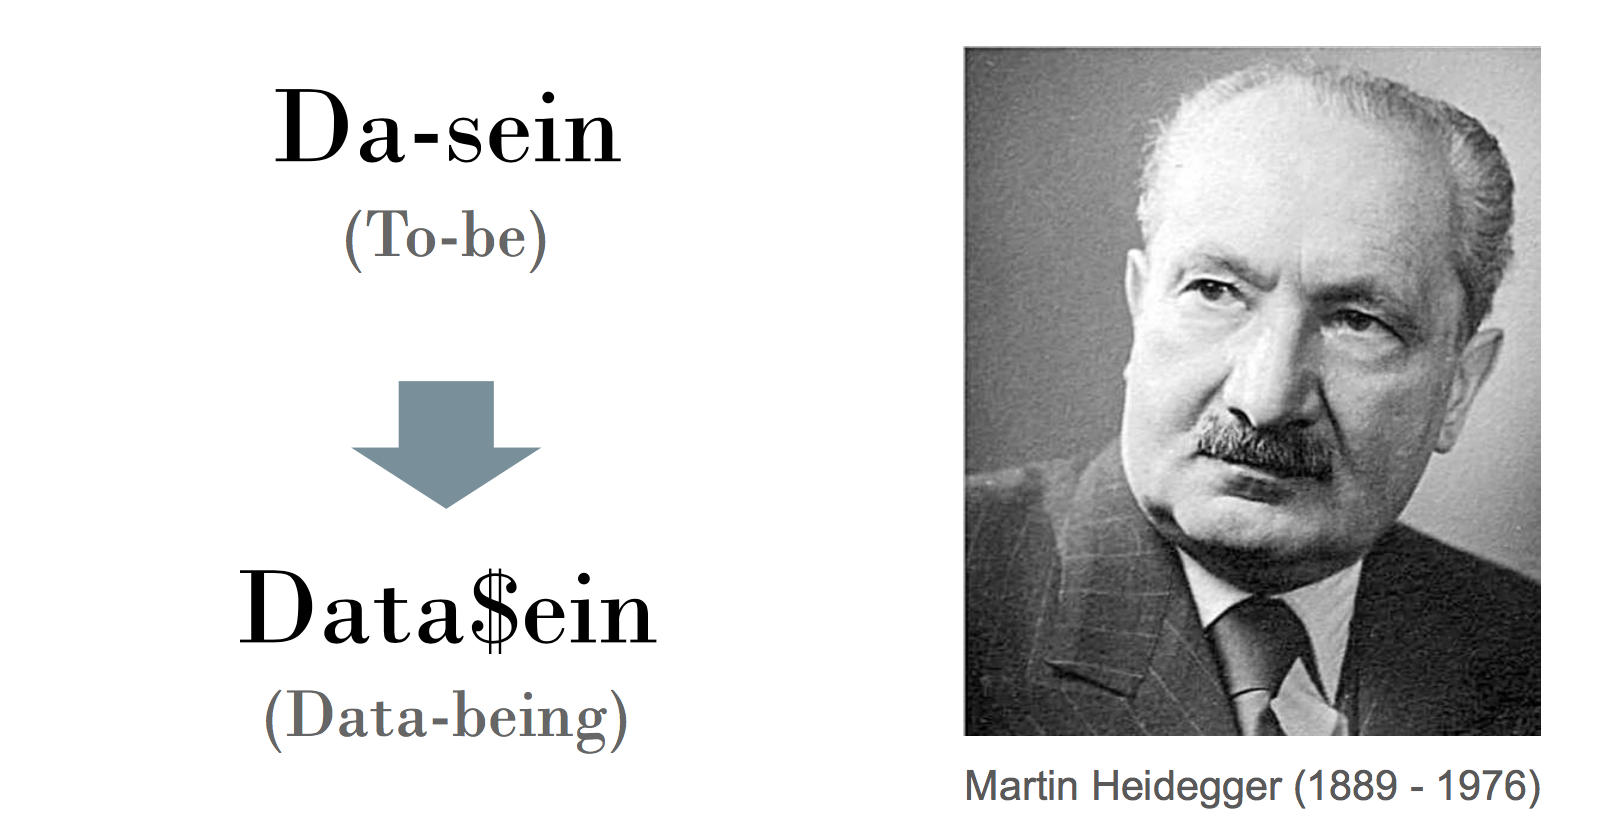 Da-sein
(To-be)
Data$ein
(Data-being)
Martin Heidegger (1889 - 1976)